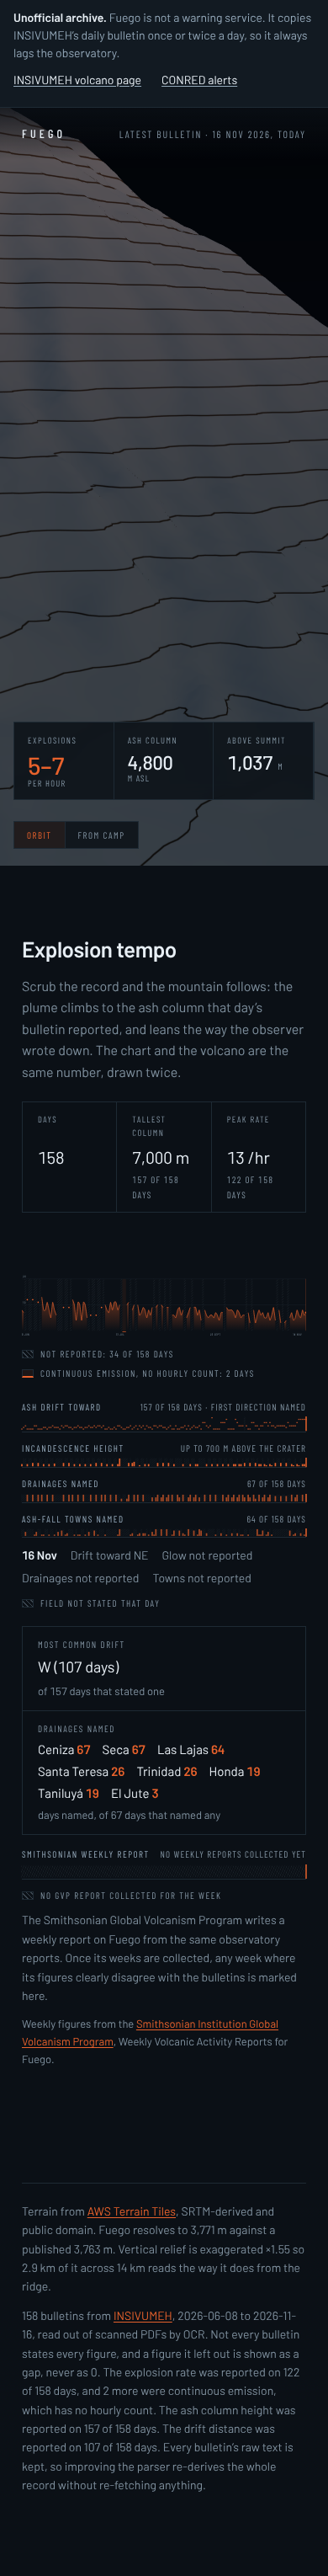 Unofficial archive. Fuego is not a warning service. It copies
INSIVUMEH's daily bulletin once or twice a day, so it always
lags the observatory.
INSIVUMEH volcano page CONRED alerts
FUEGO LATEST BULLETIN · 16 NOV 2026, TODAY
EXPLOSIONS ASH COLUMN ABOVE SUMMIT
5–7 4,800 1,037 M
PER HOUR M ASL
ORBIT FROM CAMP
Explosion tempo
Scrub the record and the mountain follows: the
plume climbs to the ash column that day's
bulletin reported, and leans the way the observer
wrote down. The chart and the volcano are the
same number, drawn twice.
DAYS TALLEST COLUMN PEAK RATE
158 7,000 m 13 /hr
157 OF 158 DAYS 122 OF 158 DAYS
NOT REPORTED: 34 OF 158 DAYS
CONTINUOUS EMISSION, NO HOURLY COUNT: 2 DAYS
ASH DRIFT TOWARD 157 OF 158 DAYS · FIRST DIRECTION NAMED
INCANDESCENCE HEIGHT UP TO 700 M ABOVE THE CRATER
DRAINAGES NAMED 67 OF 158 DAYS
ASH-FALL TOWNS NAMED 64 OF 158 DAYS
16 Nov Drift toward NE Glow not reported
Drainages not reported Towns not reported
FIELD NOT STATED THAT DAY
MOST COMMON DRIFT
W (107 days)
of 157 days that stated one
DRAINAGES NAMED
Ceniza 67 Seca 67 Las Lajas 64
Santa Teresa 26 Trinidad 26 Honda 19
Taniluyá 19 El Jute 3
days named, of 67 days that named any
SMITHSONIAN WEEKLY REPORT NO WEEKLY REPORTS COLLECTED YET
NO GVP REPORT COLLECTED FOR THE WEEK
The Smithsonian Global Volcanism Program writes a
weekly report on Fuego from the same observatory
reports. Once its weeks are collected, any week where
its figures clearly disagree with the bulletins is marked
here.
Weekly figures from the Smithsonian Institution Global
Volcanism Program, Weekly Volcanic Activity Reports for
Fuego.
Terrain from AWS Terrain Tiles, SRTM-derived and
public domain. Fuego resolves to 3,771 m against a
published 3,763 m. Vertical relief is exaggerated ×1.55 so
2.9 km of it across 14 km reads the way it does from the
ridge.
158 bulletins from INSIVUMEH, 2026-06-08 to 2026-11-
16, read out of scanned PDFs by OCR. Not every bulletin
states every figure, and a figure it left out is shown as a
gap, never as 0. The explosion rate was reported on 122
of 158 days, and 2 more were continuous emission,
which has no hourly count. The ash column height was
reported on 157 of 158 days. The drift distance was
reported on 107 of 158 days. Every bulletin's raw text is
kept, so improving the parser re-derives the whole
record without re-fetching anything.